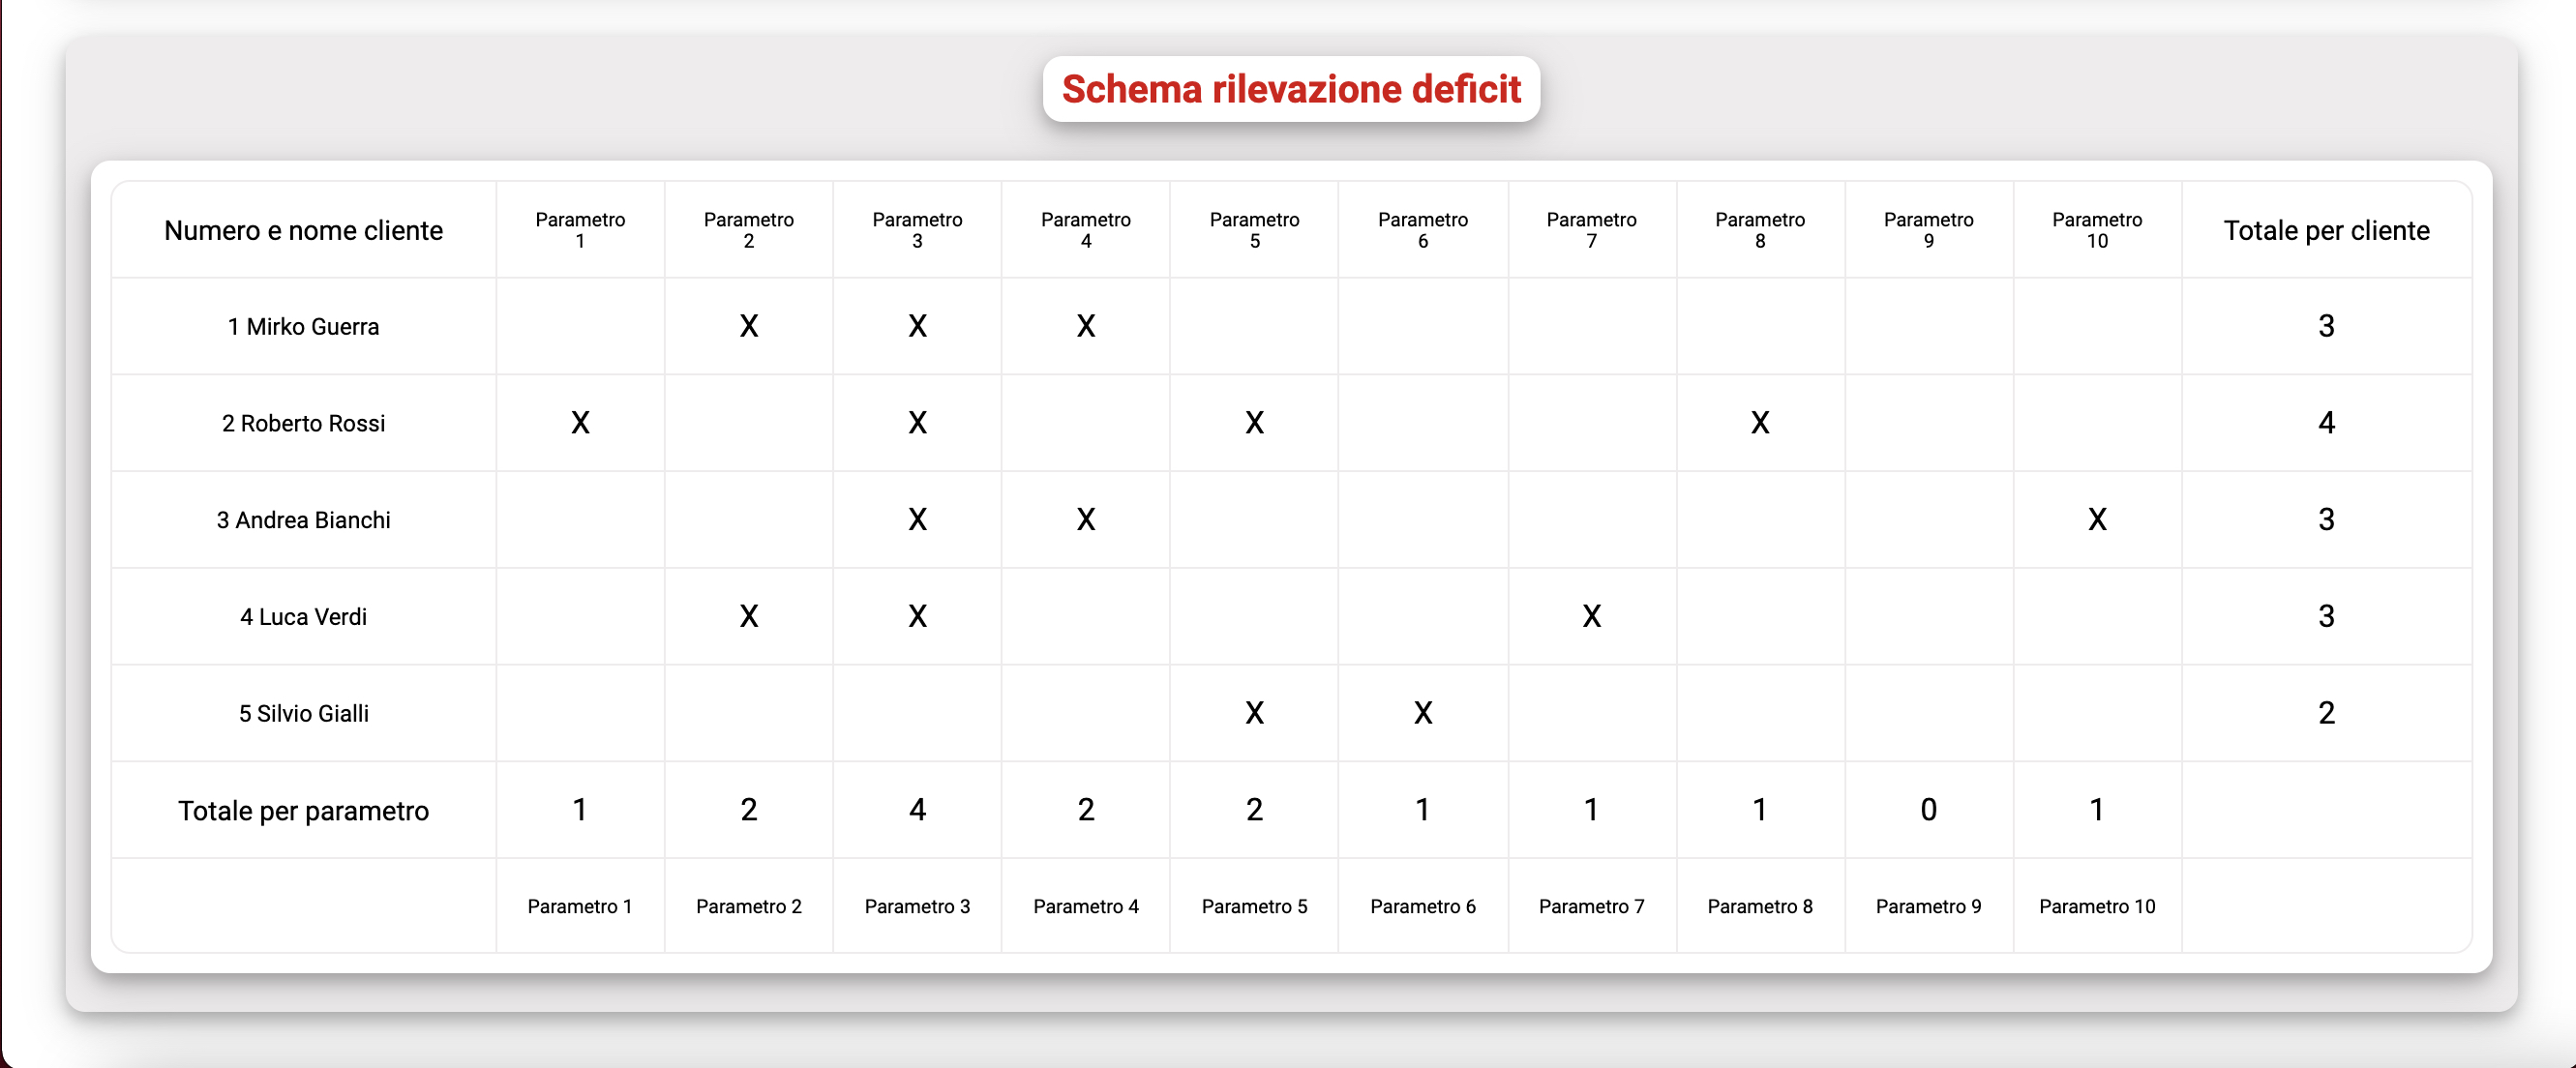 Schema rilevazione deficit
Numero e nome cliente Parametro 1 Parametro 2 Parametro 3 Parametro 4 Parametro 5 Parametro 6 Parametro 7 Parametro 8 Parametro 9 Parametro 10 Totale per cliente
1 Mirko Guerra X X X 3
2 Roberto Rossi X X X X 4
3 Andrea Bianchi X X X 3
4 Luca Verdi X X X 3
5 Silvio Gialli X X 2
Totale per parametro 1 2 4 2 2 1 1 1 0 1
Parametro 1 Parametro 2 Parametro 3 Parametro 4 Parametro 5 Parametro 6 Parametro 7 Parametro 8 Parametro 9 Parametro 10